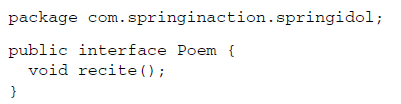 package com.springinaction.springidol;
public interface Poem {
  void recite();
}